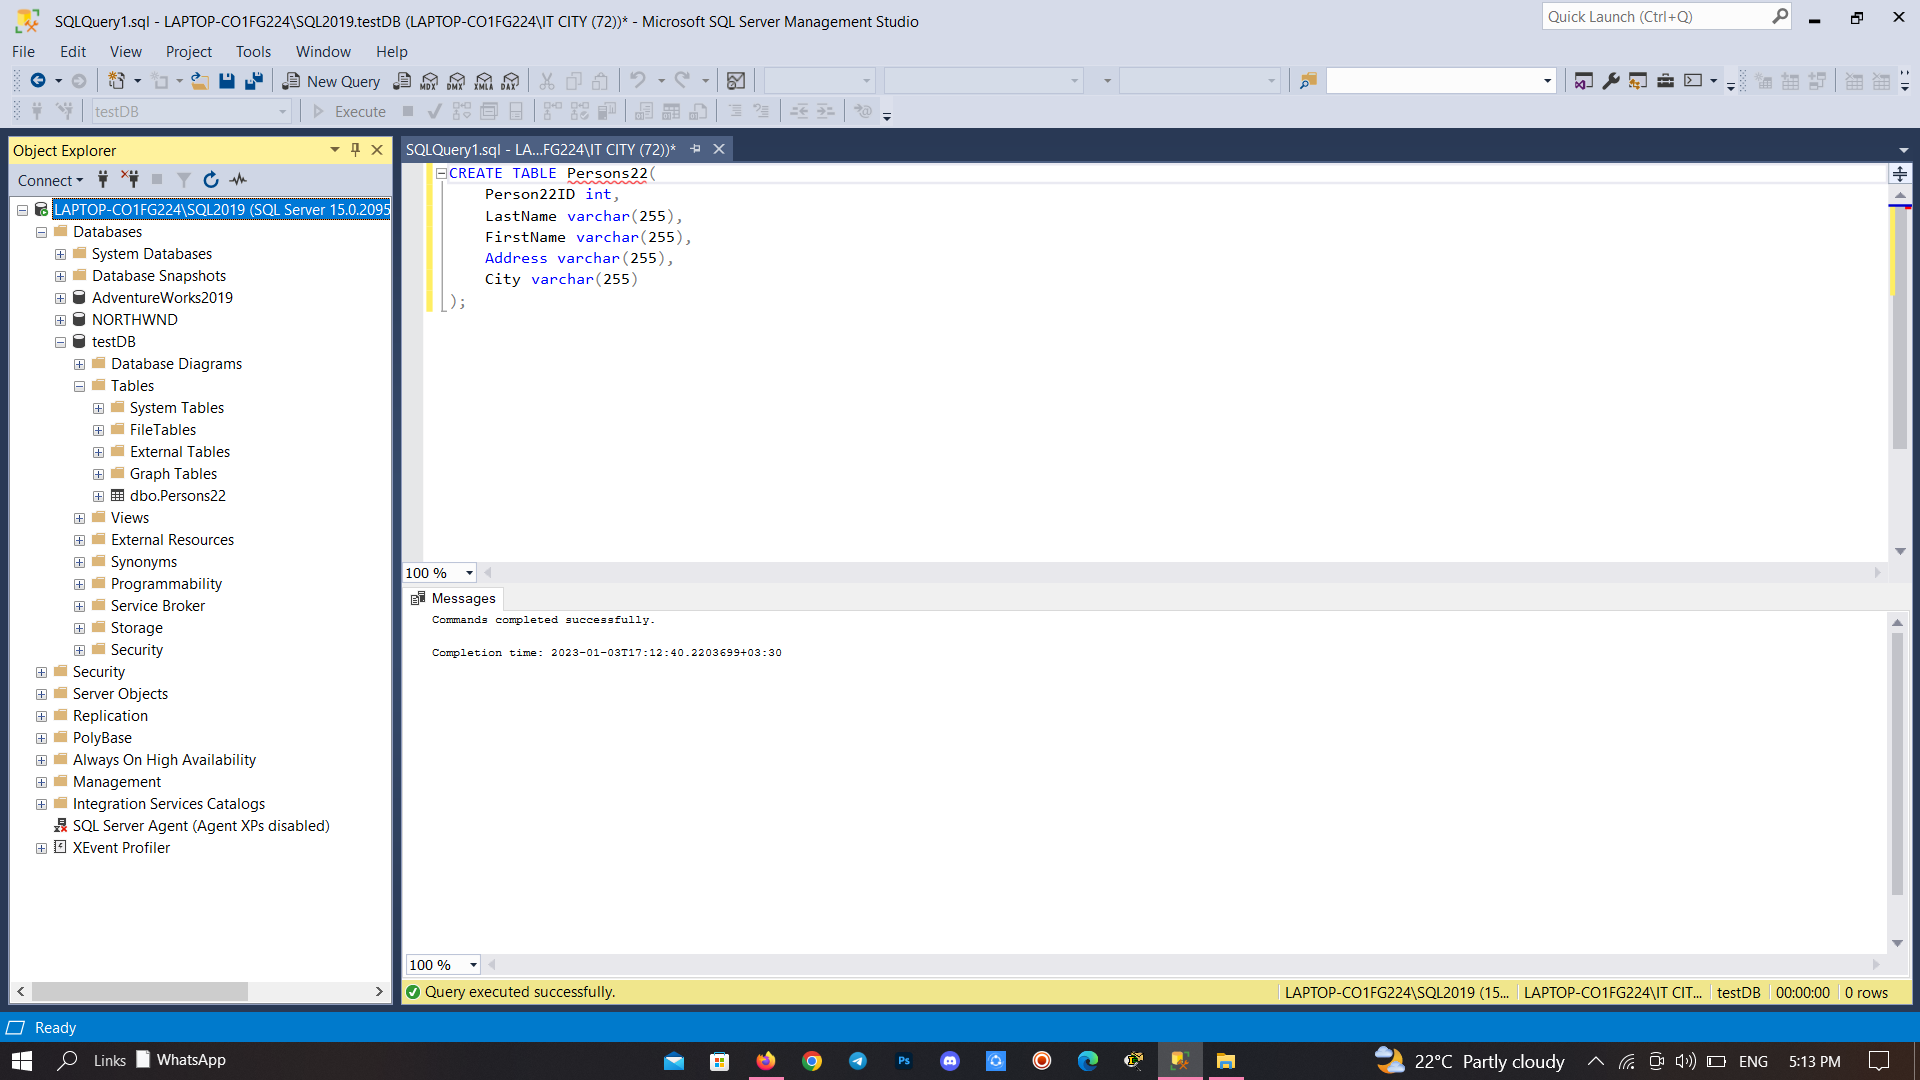 SQLQuery1.sql - LAPTOP-CO1FG224\SQL2019.testDB (LAPTOP-CO1FG224\IT CITY (72))* - Microsoft SQL Server Management Studio
Quick Launch (Ctrl+Q)
File Edit View Project Tools Window Help
New Query MDX DMX XMLA DAX
testDB Execute
Object Explorer
Connect
LAPTOP-CO1FG224\SQL2019 (SQL Server 15.0.2095
Databases
System Databases
Database Snapshots
AdventureWorks2019
NORTHWND
testDB
Database Diagrams
Tables
System Tables
FileTables
External Tables
Graph Tables
dbo.Persons22
Views
External Resources
Synonyms
Programmability
Service Broker
Storage
Security
Security
Server Objects
Replication
PolyBase
Always On High Availability
Management
Integration Services Catalogs
SQL Server Agent (Agent XPs disabled)
XEvent Profiler
SQLQuery1.sql - LA...FG224\IT CITY (72))*
CREATE TABLE Persons22(
Person22ID int,
LastName varchar(255),
FirstName varchar(255),
Address varchar(255),
City varchar(255)
);
100 %
Messages
Commands completed successfully.
Completion time: 2023-01-03T17:12:40.2203699+03:30
100 %
Query executed successfully.
LAPTOP-CO1FG224\SQL2019 (15... LAPTOP-CO1FG224\IT CIT... testDB 00:00:00 0 rows
Ready
Links WhatsApp
Ps
22°C Partly cloudy ENG 5:13 PM